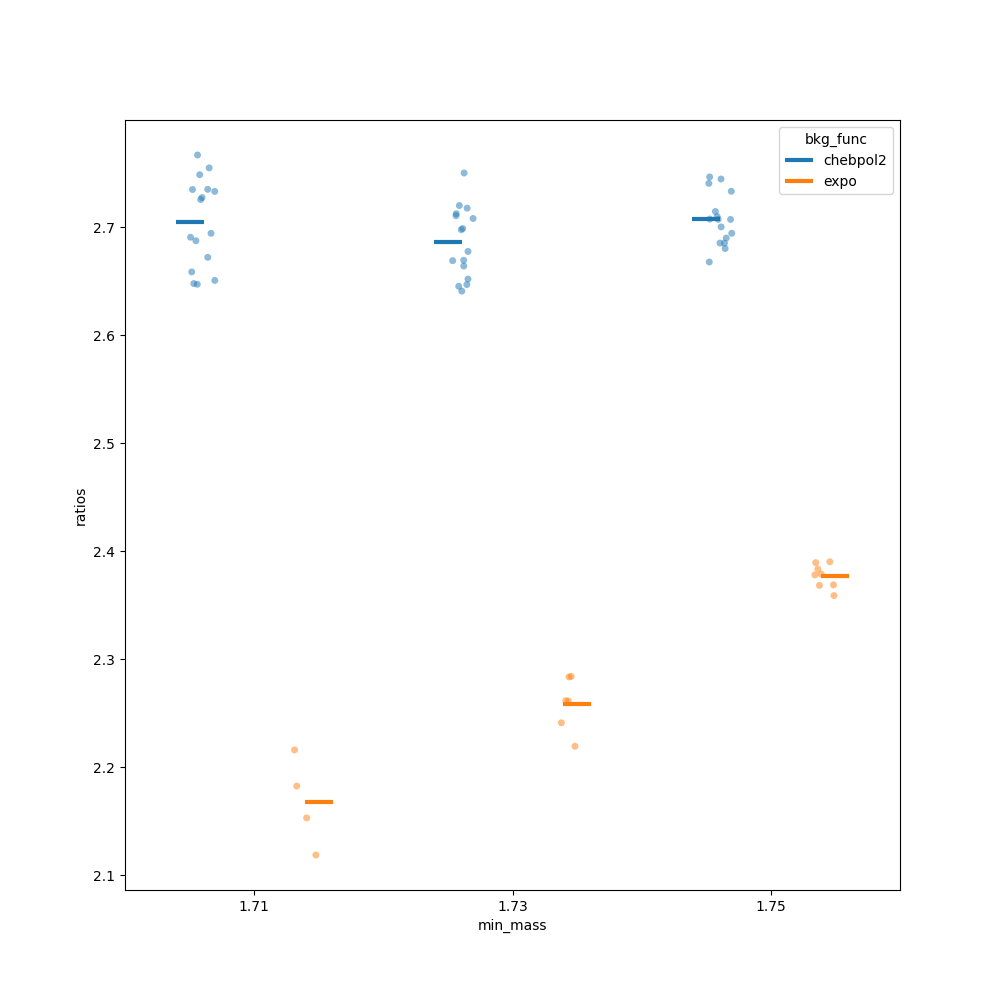 bkg_func
chebpol2
expo
2.7
2.6
2.5
2.4
2.3
2.2
2.1
ratios
1.71 1.73 1.75
min_mass